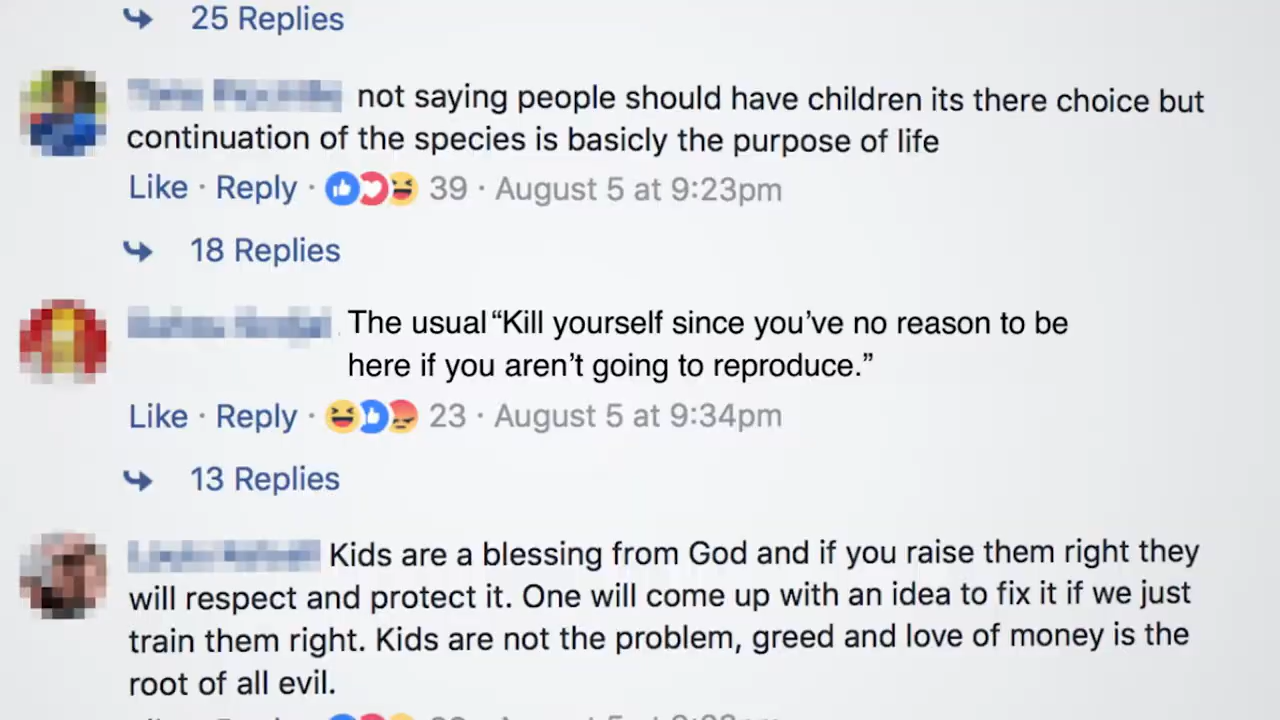 25 Replies
not saying people should have children its there choice but
continuation of the species is basicly the purpose of life
Like · Reply · 39 · August 5 at 9:23pm
18 Replies
The usual “Kill yourself since you’ve no reason to be
here if you aren’t going to reproduce.”
Like · Reply · 23 · August 5 at 9:34pm
13 Replies
Kids are a blessing from God and if you raise them right they
will respect and protect it. One will come up with an idea to fix it if we just
train them right. Kids are not the problem, greed and love of money is the
root of all evil.